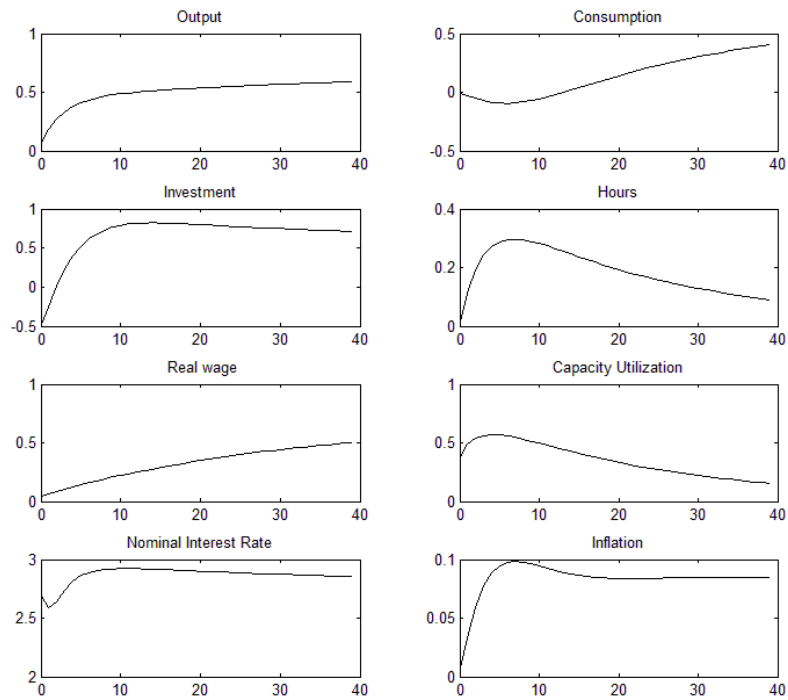 Output
1
0.5
0
0 10 20 30 40
Consumption
0.5
0
-0.5
0 10 20 30 40
Investment
1
0.5
0
-0.5
0 10 20 30 40
Hours
0.4
0.2
0
0 10 20 30 40
Real wage
1
0.5
0
0 10 20 30 40
Capacity Utilization
1
0.5
0
0 10 20 30 40
Nominal Interest Rate
3
2.5
2
0 10 20 30 40
Inflation
0.1
0.05
0
0 10 20 30 40